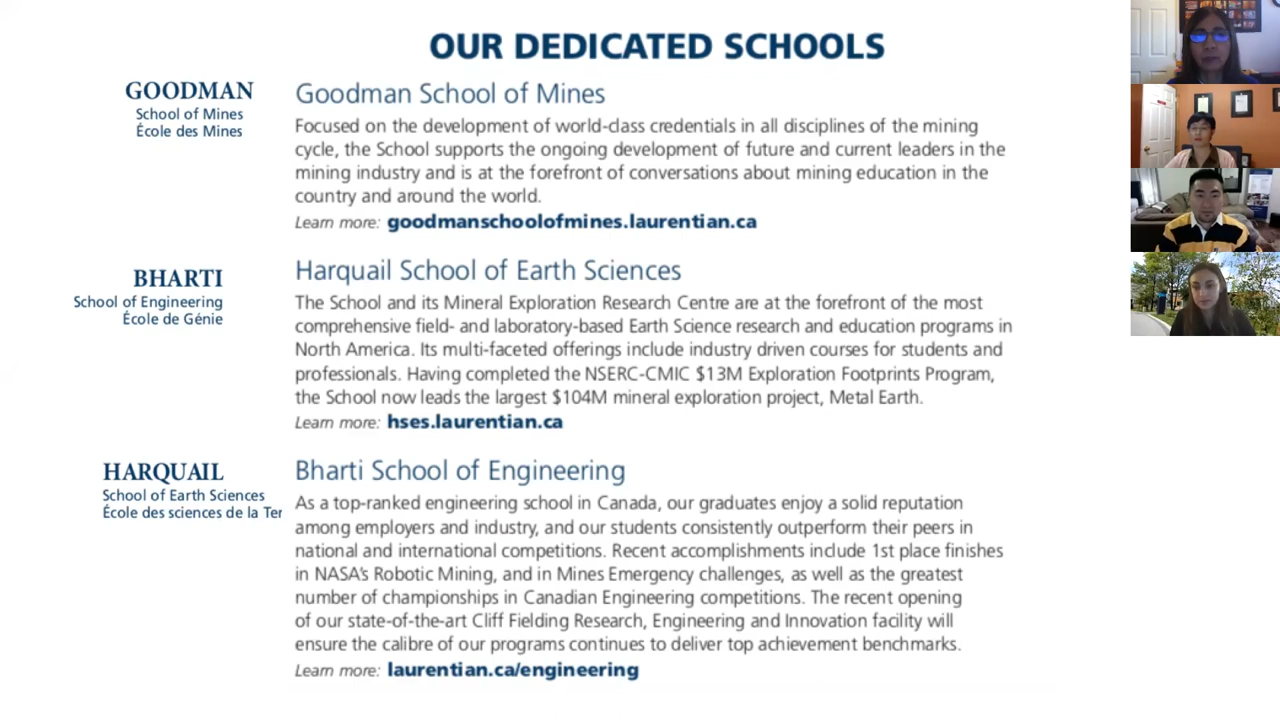 OUR DEDICATED SCHOOLS
GOODMAN
School of Mines
École des Mines
Goodman School of Mines
Focused on the development of world-class credentials in all disciplines of the mining
cycle, the School supports the ongoing development of future and current leaders in the
mining industry and is at the forefront of conversations about mining education in the
country and around the world.
Learn more: goodmanschoolofmines.laurentian.ca
BHARTI
School of Engineering
École de Génie
Harquail School of Earth Sciences
The School and its Mineral Exploration Research Centre are at the forefront of the most
comprehensive field- and laboratory-based Earth Science research and education programs in
North America. Its multi-faceted offerings include industry driven courses for students and
professionals. Having completed the NSERC-CMIC $13M Exploration Footprints Program,
the School now leads the largest $104M mineral exploration project, Metal Earth.
Learn more: hses.laurentian.ca
HARQUAIL
School of Earth Sciences
École des sciences de la Ter
Bharti School of Engineering
As a top-ranked engineering school in Canada, our graduates enjoy a solid reputation
among employers and industry, and our students consistently outperform their peers in
national and international competitions. Recent accomplishments include 1st place finishes
in NASA's Robotic Mining, and in Mines Emergency challenges, as well as the greatest
number of championships in Canadian Engineering competitions. The recent opening
of our state-of-the-art Cliff Fielding Research, Engineering and Innovation facility will
ensure the calibre of our programs continues to deliver top achievement benchmarks.
Learn more: laurentian.ca/engineering